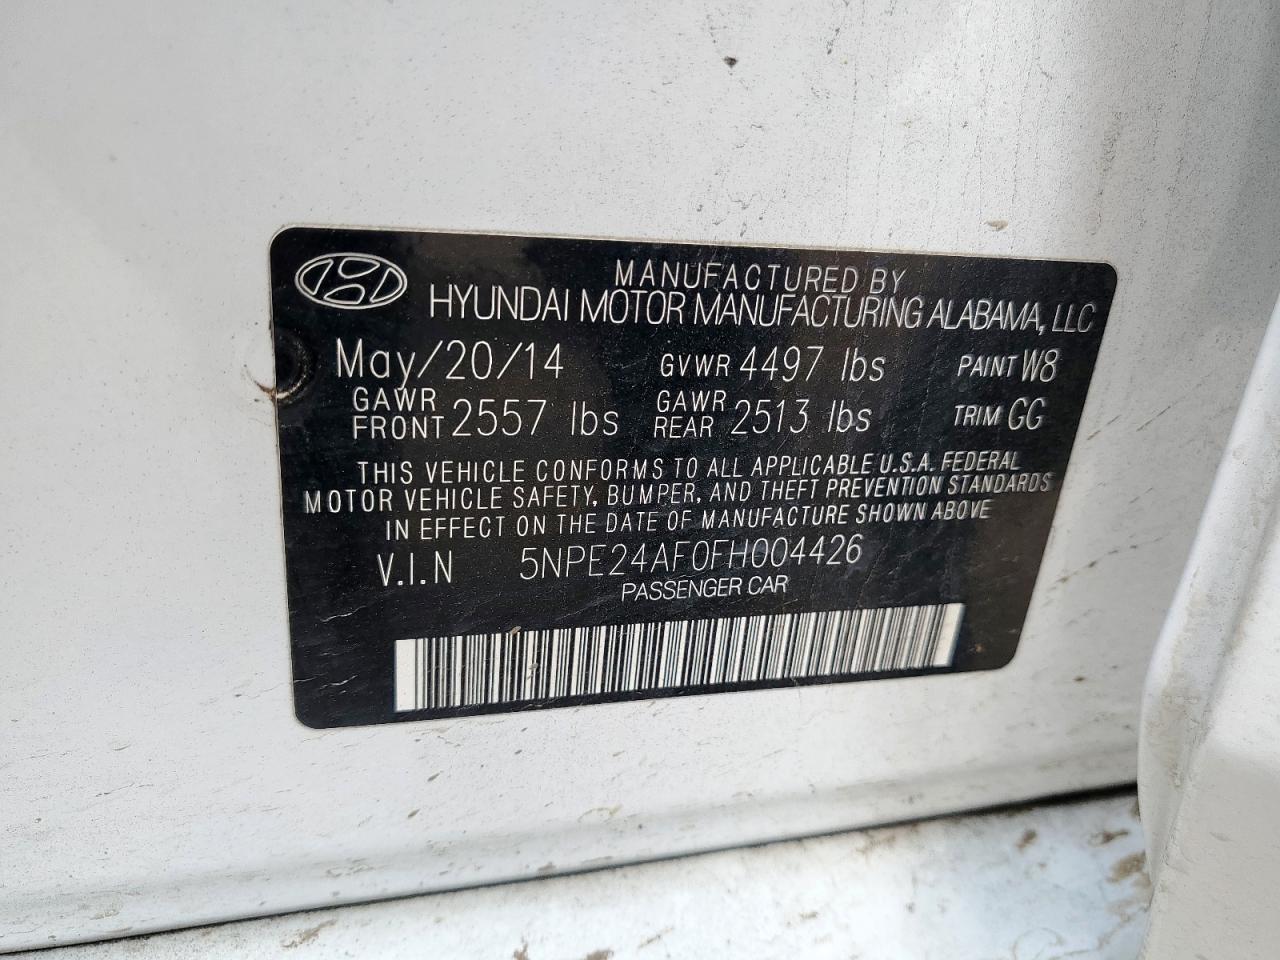 MANUFACTURED BY
HYUNDAI MOTOR MANUFACTURING ALABAMA, LLC
May/20/14 GVWR 4497 lbs PAINT W8
GAWR FRONT 2557 lbs GAWR REAR 2513 lbs TRIM GG
THIS VEHICLE CONFORMS TO ALL APPLICABLE U.S.A. FEDERAL
MOTOR VEHICLE SAFETY, BUMPER, AND THEFT PREVENTION STANDARDS
IN EFFECT ON THE DATE OF MANUFACTURE SHOWN ABOVE
V.I.N 5NPE24AF0FH004426
PASSENGER CAR